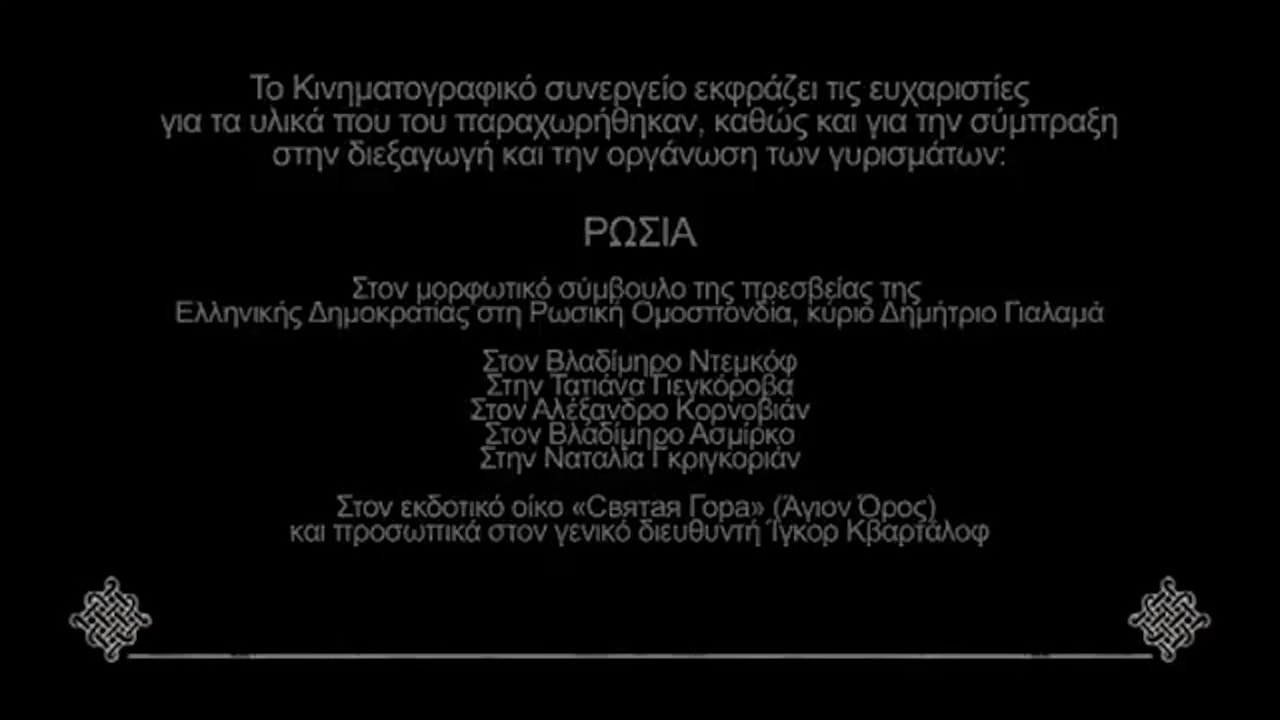 Το Κινηματογραφικό συνεργείο εκφράζει τις ευχαριστίες
για τα υλικά που του παραχωρήθηκαν, καθώς και για την σύμπραξη
στην διεξαγωγή και την οργάνωση των γυρισμάτων:
ΡΩΣΙΑ
Στον μορφωτικό σύμβουλο της πρεσβείας της
Ελληνικής Δημοκρατίας στη Ρωσική Ομοσπονδία, κύριο Δημήτριο Γιαλαμά
Στον Βλαδίμηρο Ντεμκόφ
Στην Τατιάνα Γιεγκόροβα
Στον Αλέξανδρο Κορνοβιάν
Στον Βλαδίμηρο Ασμίρκο
Στην Ναταλία Γκριγκοριάν
Στον εκδοτικό οίκο «Святая Гора» (Άγιον Όρος)
και προσωπικά στον γενικό διευθυντή Ίγκορ Κβαρτάλοφ